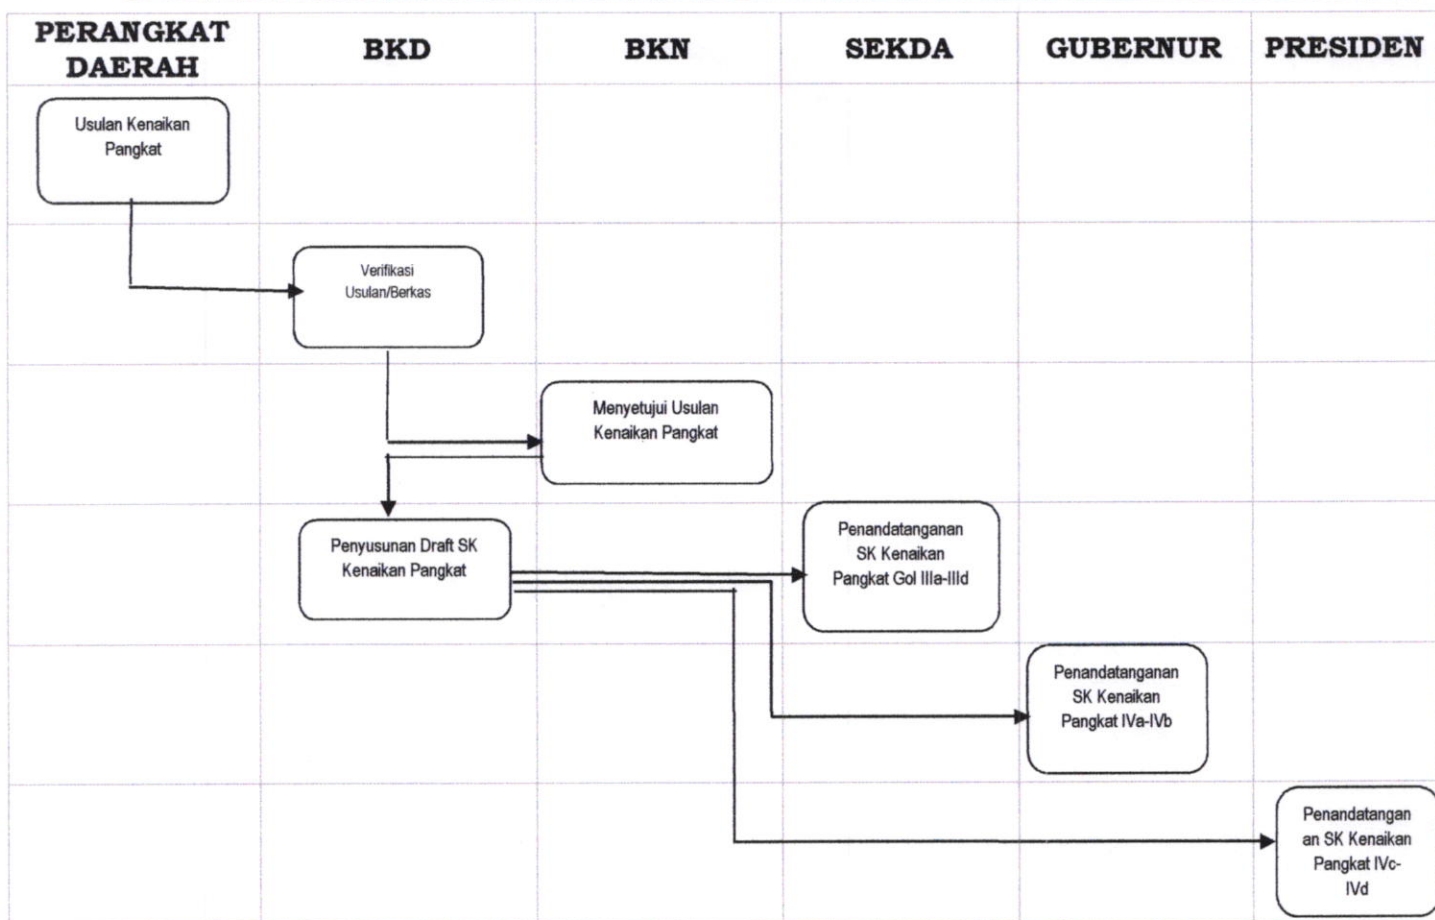 PERANGKAT
DAERAH
BKD
BKN
SEKDA
GUBERNUR
PRESIDEN
Usulan Kenaikan
Pangkat
Verifikasi
Usulan/Berkas
Menyetujui Usulan
Kenaikan Pangkat
Penyusunan Draft SK
Kenaikan Pangkat
Penandatanganan
SK Kenaikan
Pangkat Gol IIIa-IIId
Penandatanganan
SK Kenaikan
Pangkat IVa-IVb
Penandatangan
an SK Kenaikan
Pangkat IVc-
IVd